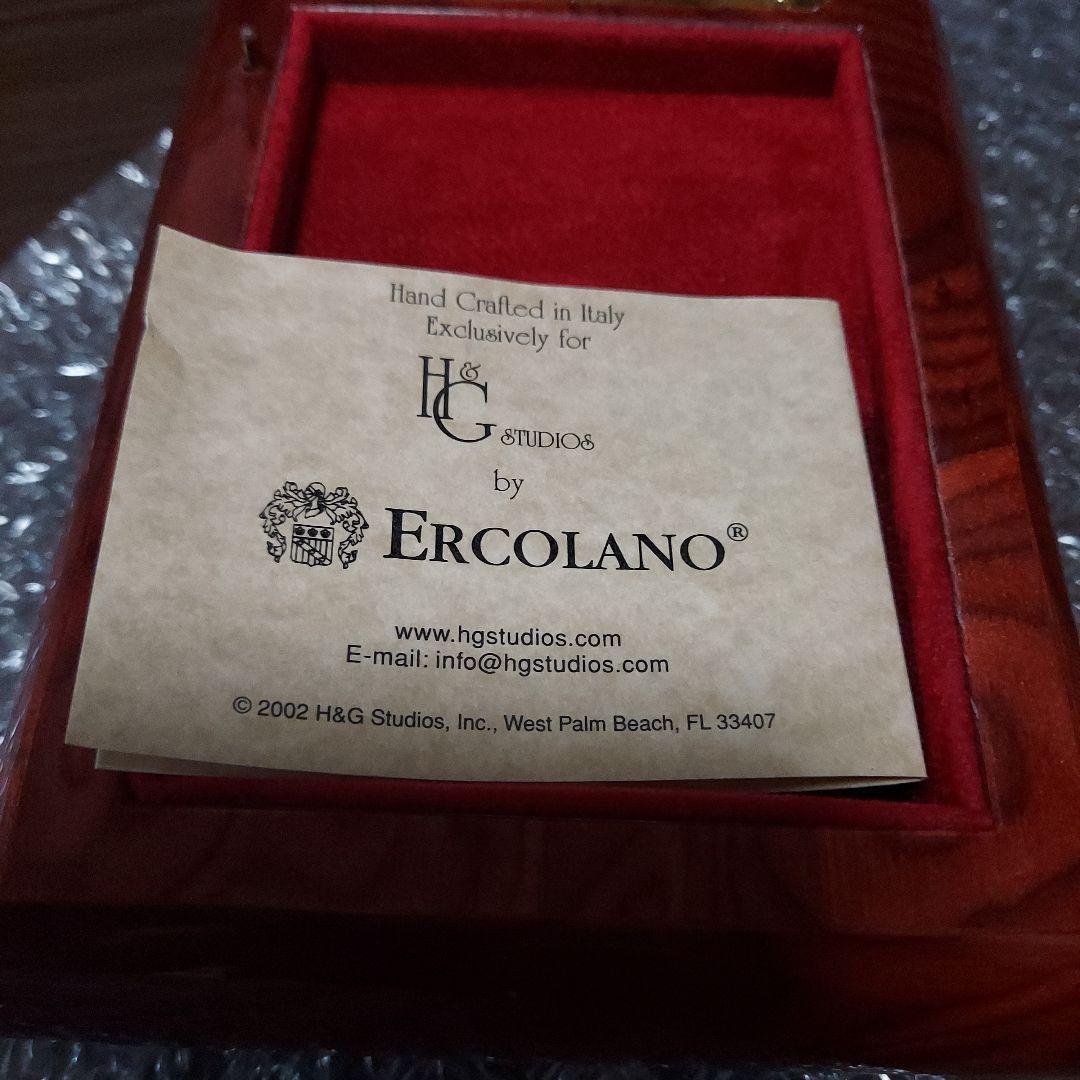 Hand Crafted in Italy
Exclusively for
H&G STUDIOS
by
ERCOLANO®
www.hgstudios.com
E-mail: info@hgstudios.com
© 2002 H&G Studios, Inc., West Palm Beach, FL 33407